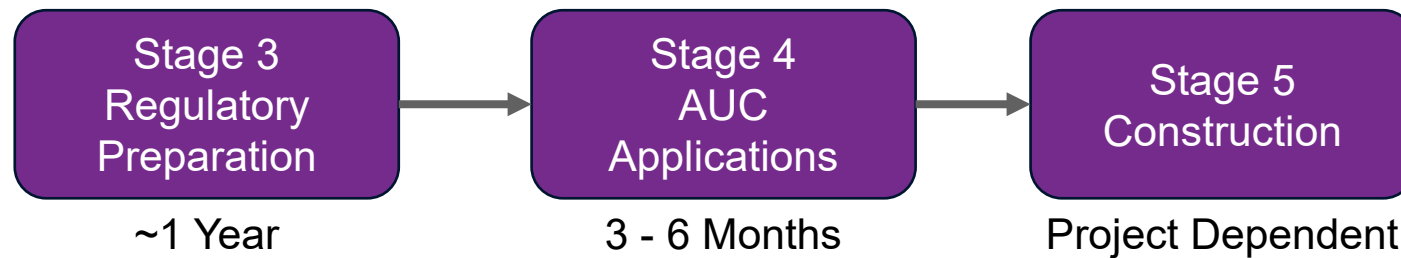 Stage 3
Regulatory
Preparation
~1 Year
Stage 4
AUC
Applications
3 - 6 Months
Stage 5
Construction
Project Dependent